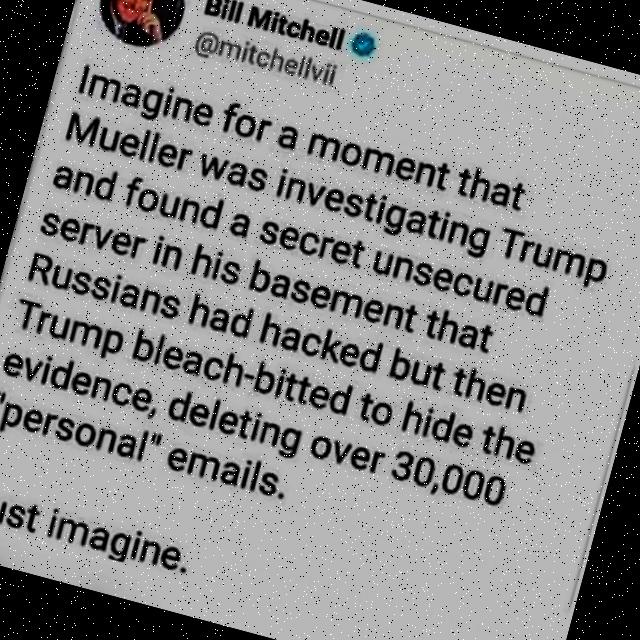 Bill Mitchell
@mitchellvii
Imagine for a moment that
Mueller was investigating Trump
and found a secret unsecured
server in his basement that
Russians had hacked but then
Trump bleach-bitted to hide the
evidence, deleting over 30,000
"personal" emails.
ust imagine.